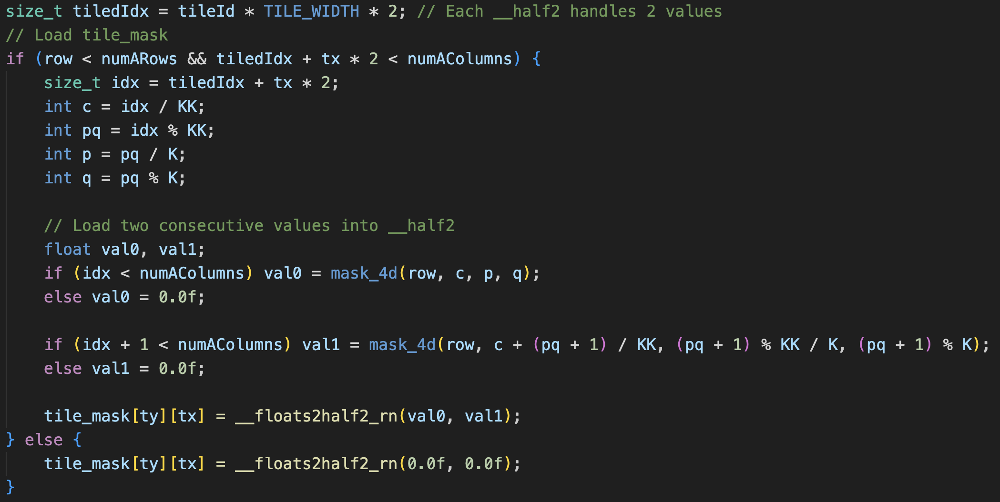 size_t tiledIdx = tileId * TILE_WIDTH * 2; // Each __half2 handles 2 values
// Load tile_mask
if (row < numARows && tiledIdx + tx * 2 < numAColumns) {
    size_t idx = tiledIdx + tx * 2;
    int c = idx / KK;
    int pq = idx % KK;
    int p = pq / K;
    int q = pq % K;

    // Load two consecutive values into __half2
    float val0, val1;
    if (idx < numAColumns) val0 = mask_4d(row, c, p, q);
    else val0 = 0.0f;

    if (idx + 1 < numAColumns) val1 = mask_4d(row, c + (pq + 1) / KK, (pq + 1) % KK / K, (pq + 1) % K);
    else val1 = 0.0f;

    tile_mask[ty][tx] = __floats2half2_rn(val0, val1);
} else {
    tile_mask[ty][tx] = __floats2half2_rn(0.0f, 0.0f);
}